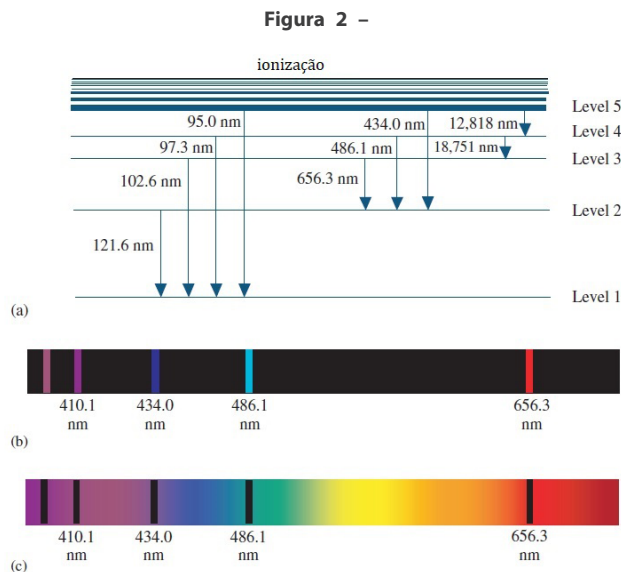 Figura 2 –
ionização
Level 5
95.0 nm 434.0 nm 12,818 nm
Level 4
97.3 nm 486.1 nm 18,751 nm
Level 3
102.6 nm 656.3 nm
Level 2
121.6 nm
Level 1
(a)
410.1 434.0 486.1 656.3
nm nm nm nm
(b)
410.1 434.0 486.1 656.3
nm nm nm nm
(c)